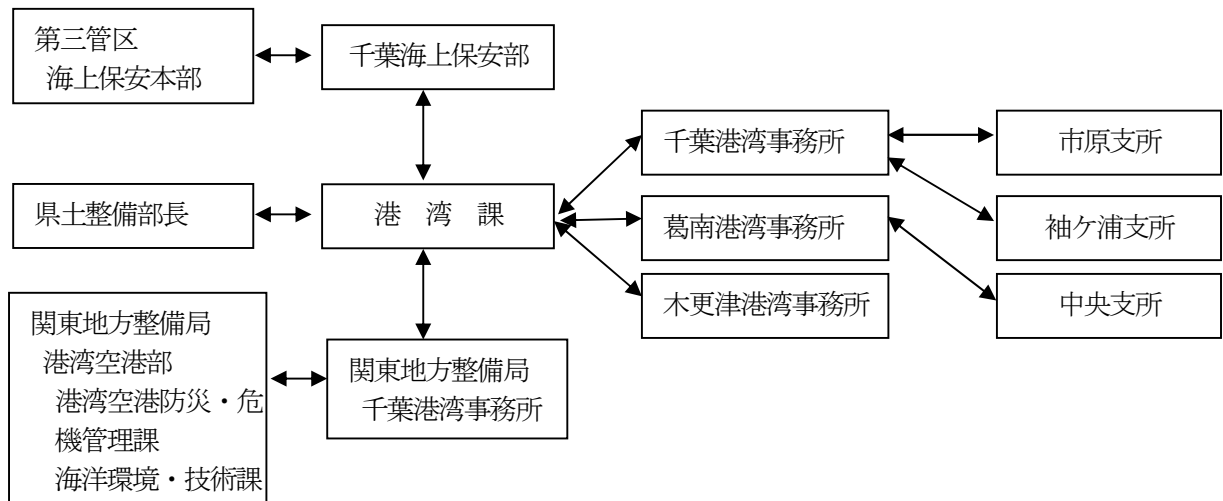 第三管区
海上保安本部
千葉海上保安部
千葉港湾事務所
市原支所
県土整備部長
港 湾 課
葛南港湾事務所
袖ケ浦支所
木更津港湾事務所
中央支所
関東地方整備局
港湾空港部
港湾空港防災・危
機管理課
海洋環境・技術課
関東地方整備局
千葉港湾事務所